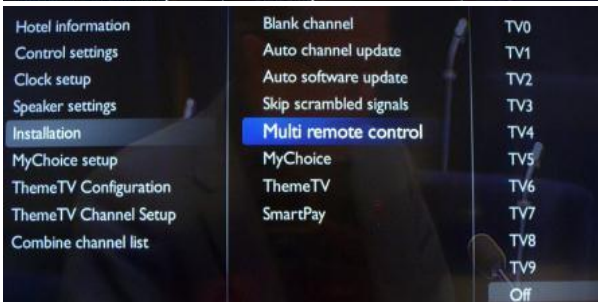 Hotel information
Control settings
Clock setup
Speaker settings
Installation
MyChoice setup
ThemeTV Configuration
ThemeTV Channel Setup
Combine channel list
Blank channel
Auto channel update
Auto software update
Skip scrambled signals
Multi remote control
MyChoice
ThemeTV
SmartPay
TV0
TV1
TV2
TV3
TV4
TV5
TV6
TV7
TV8
TV9
Off